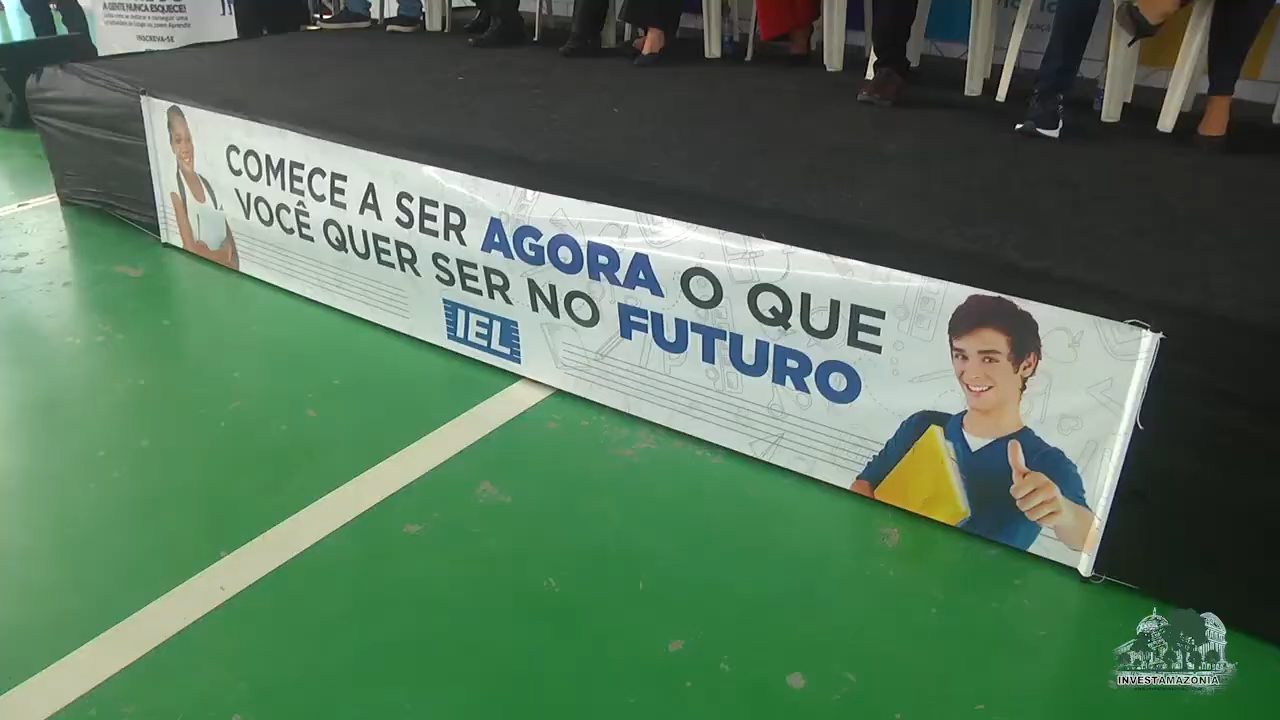 A GENTE NUNCA ESQUECE!
INSCREVA-SE
COMECE A SER AGORA O QUE
VOCÊ QUER SER NO FUTURO
IEL
INVESTAMAZONIA